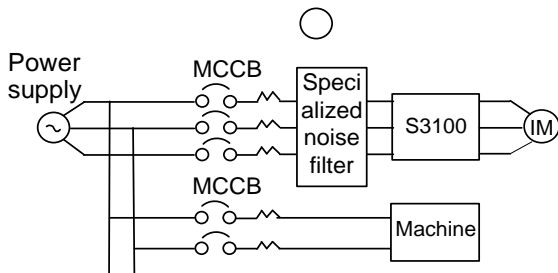 Power
supply
MCCB
Speci
alized
noise
filter
S3100
IM
MCCB
Machine